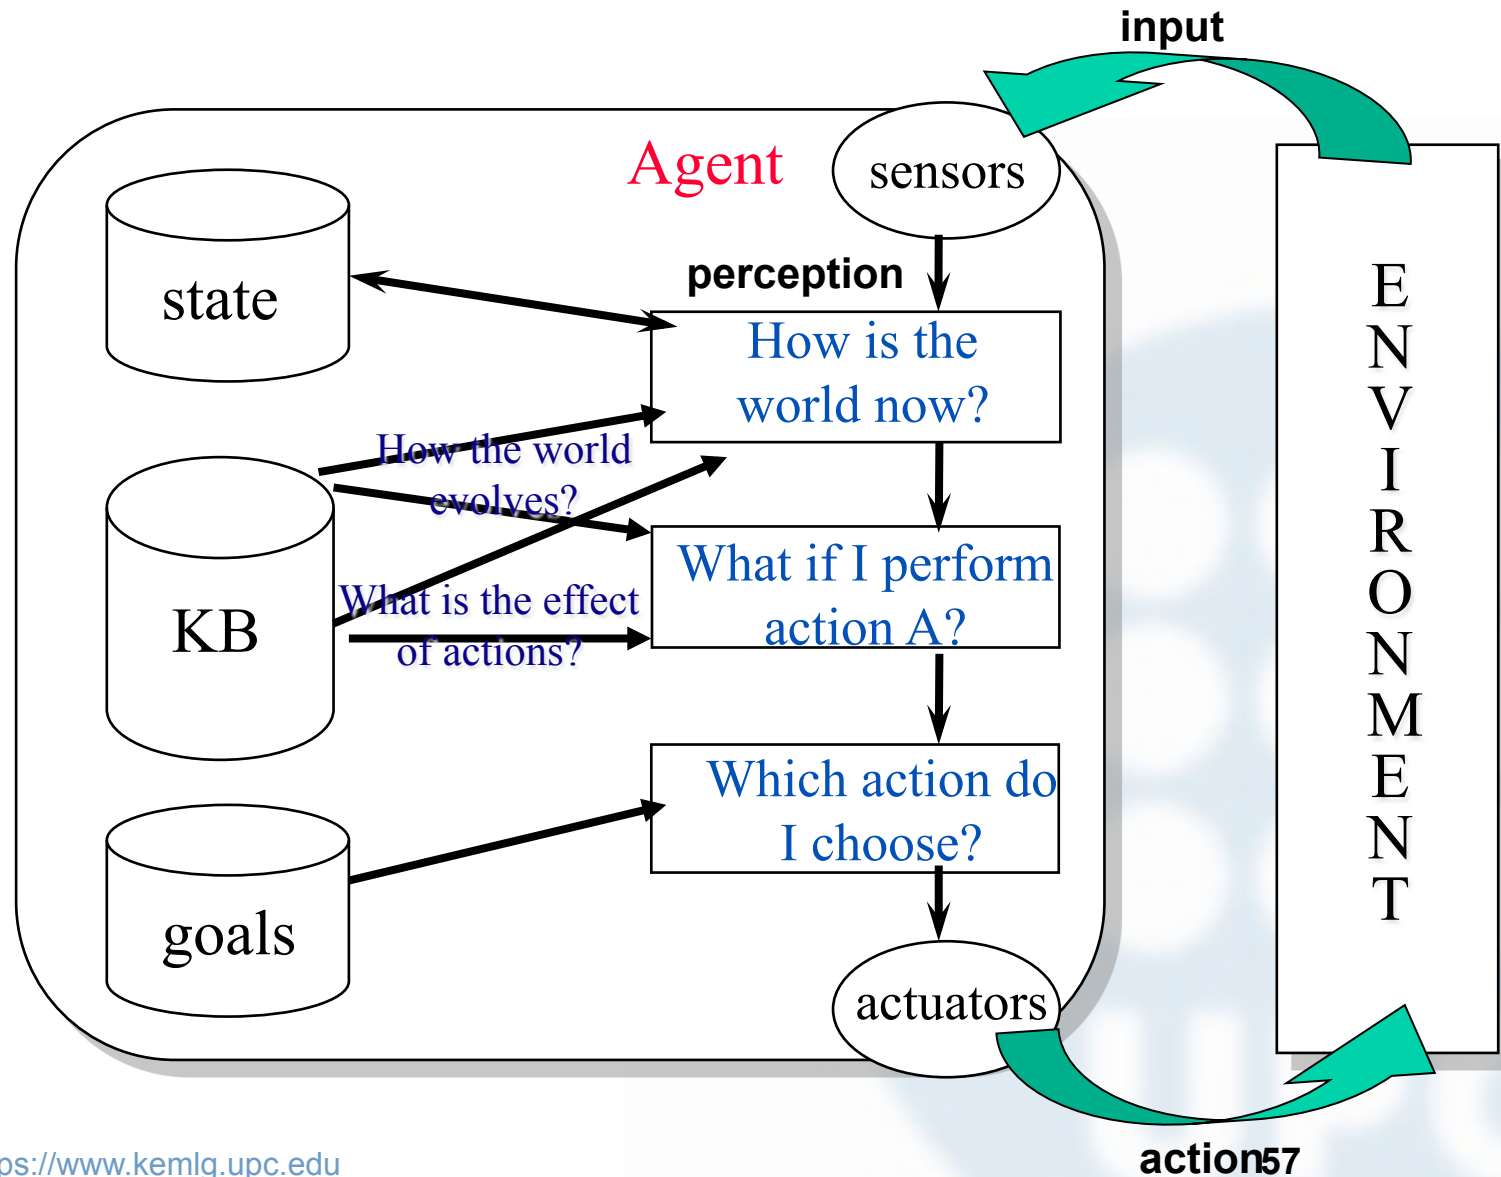 input
Agent
sensors
perception
state
How is the
world now?
How the world
evolves?
What if I perform
action A?
What is the effect
of actions?
KB
Which action do
I choose?
goals
actuators
ENVIRONMENT
action57
ps://www.kemlg.upc.edu